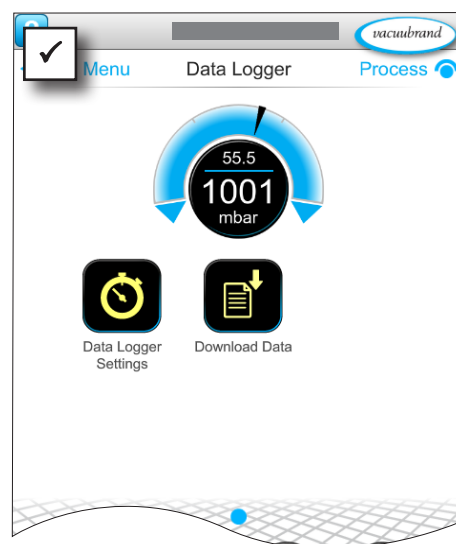 vacuubrand
Menu
Data Logger
Process
55.5
1001
mbar
Data Logger
Settings
Download Data